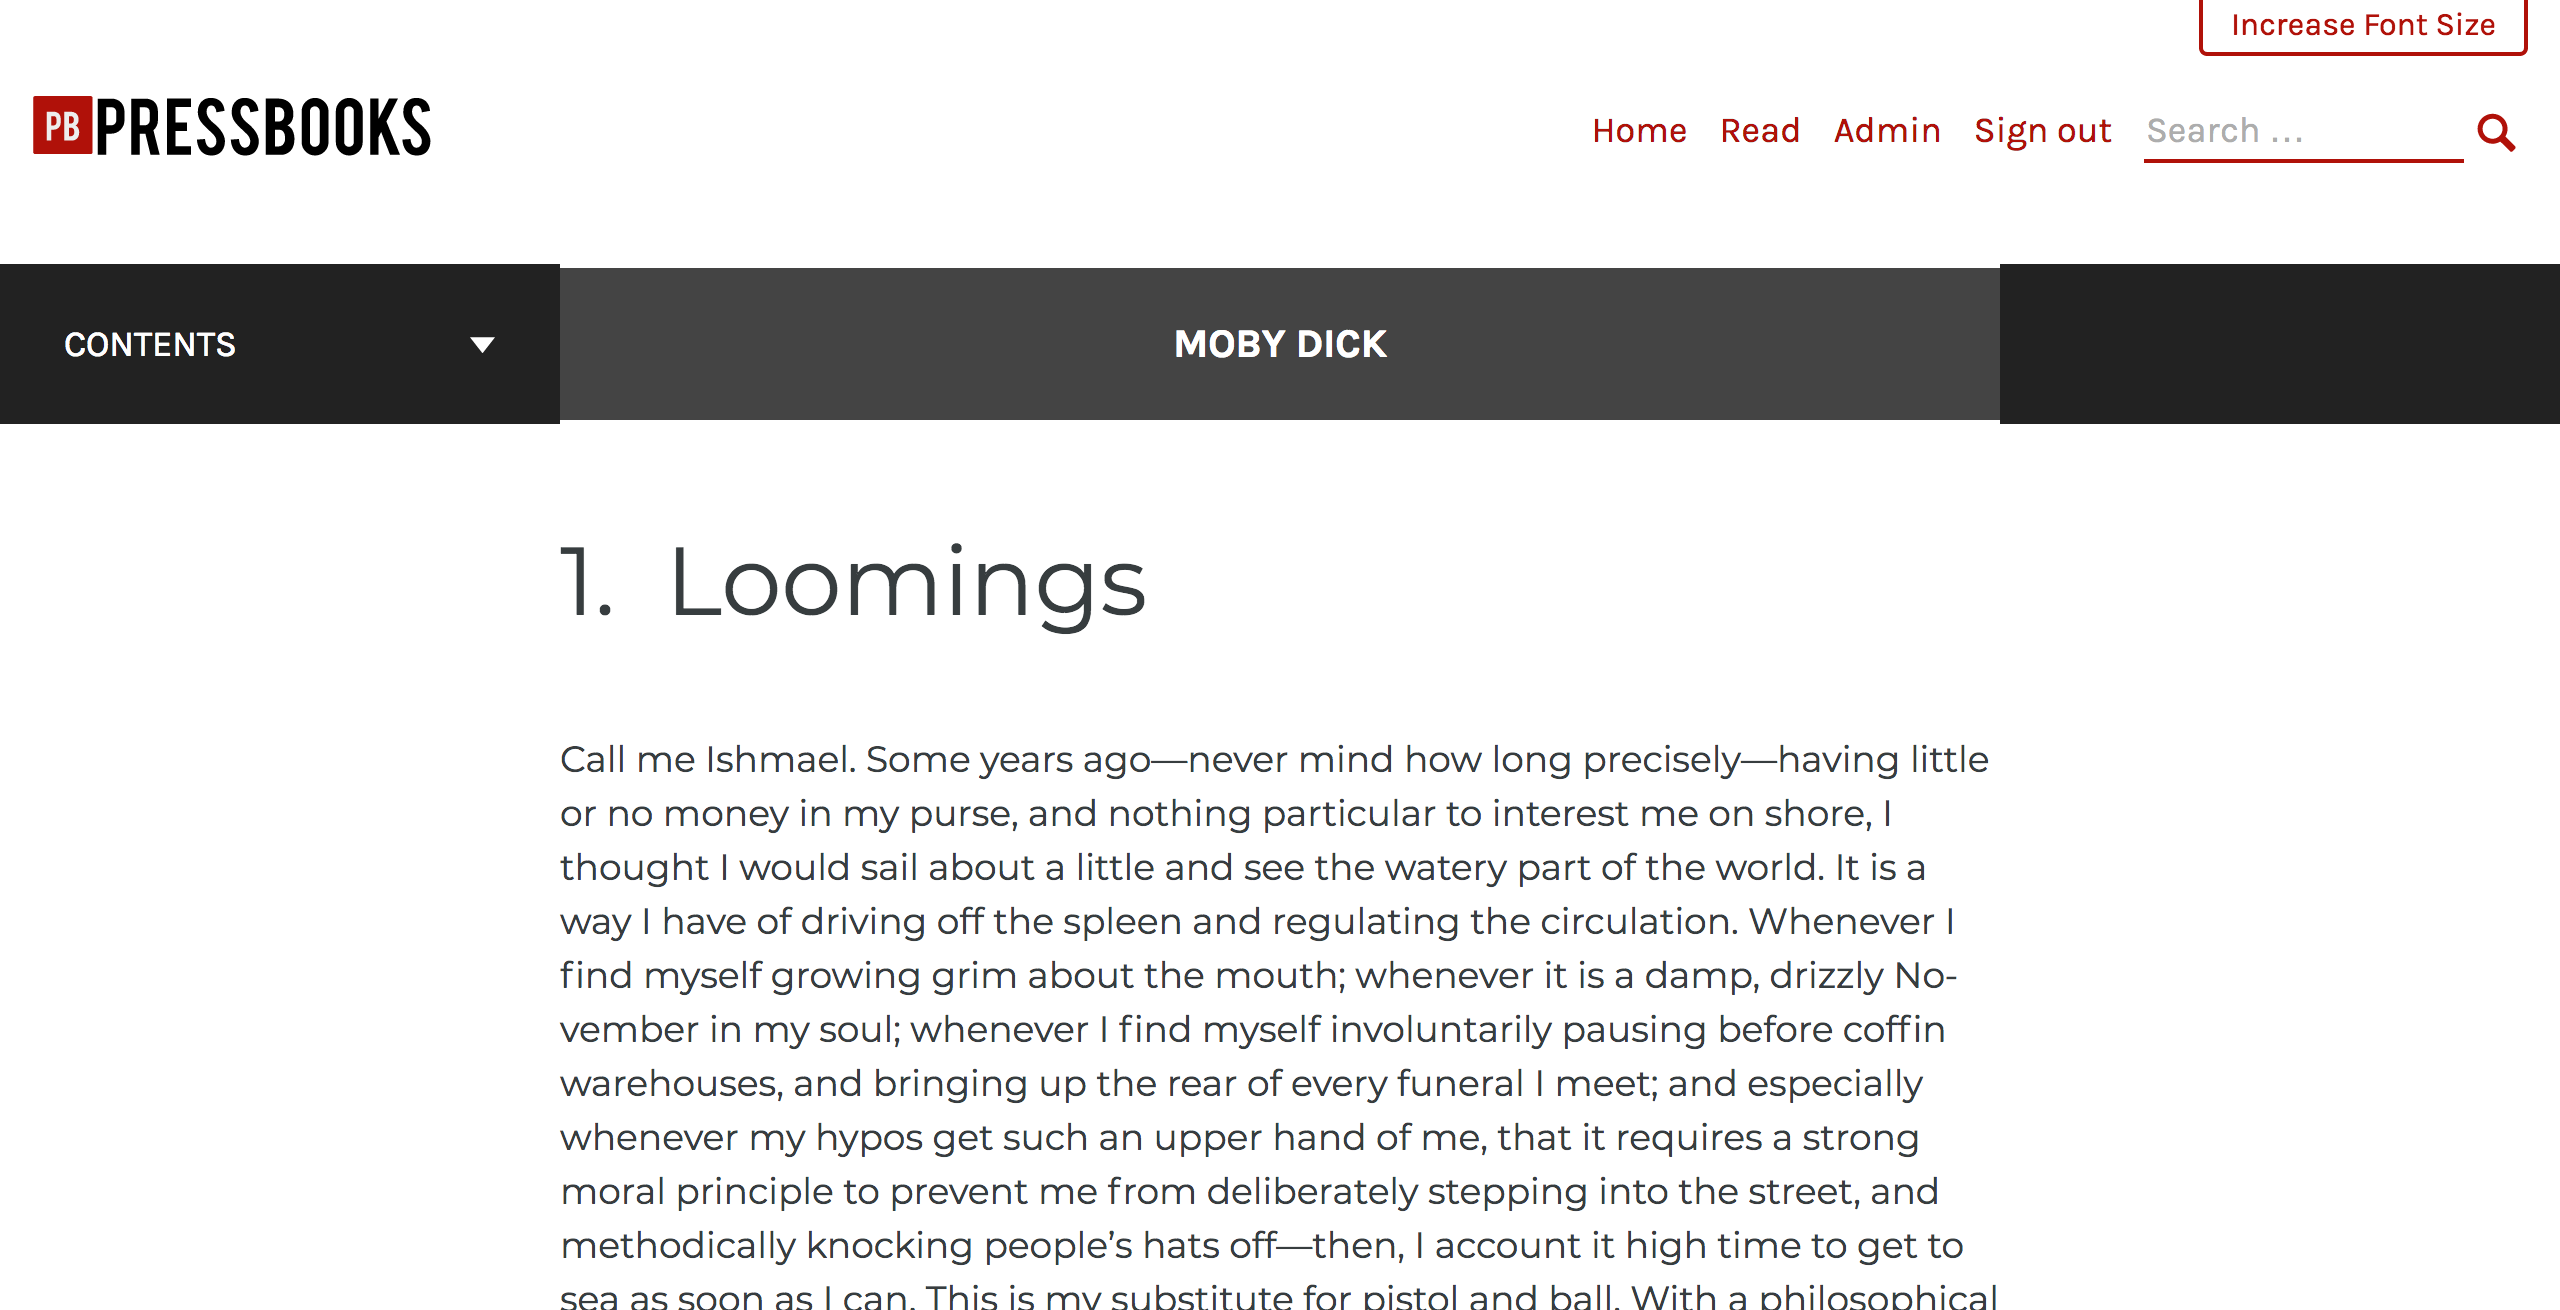 Increase Font Size
PB PRESSBOOKS
Home Read Admin Sign out Search …
CONTENTS
MOBY DICK
1. Loomings
Call me Ishmael. Some years ago—never mind how long precisely—having little
or no money in my purse, and nothing particular to interest me on shore, I
thought I would sail about a little and see the watery part of the world. It is a
way I have of driving off the spleen and regulating the circulation. Whenever I
find myself growing grim about the mouth; whenever it is a damp, drizzly No-
vember in my soul; whenever I find myself involuntarily pausing before coffin
warehouses, and bringing up the rear of every funeral I meet; and especially
whenever my hypos get such an upper hand of me, that it requires a strong
moral principle to prevent me from deliberately stepping into the street, and
methodically knocking people’s hats off—then, I account it high time to get to
sea as soon as I can. This is my substitute for pistol and ball. With a philosophical